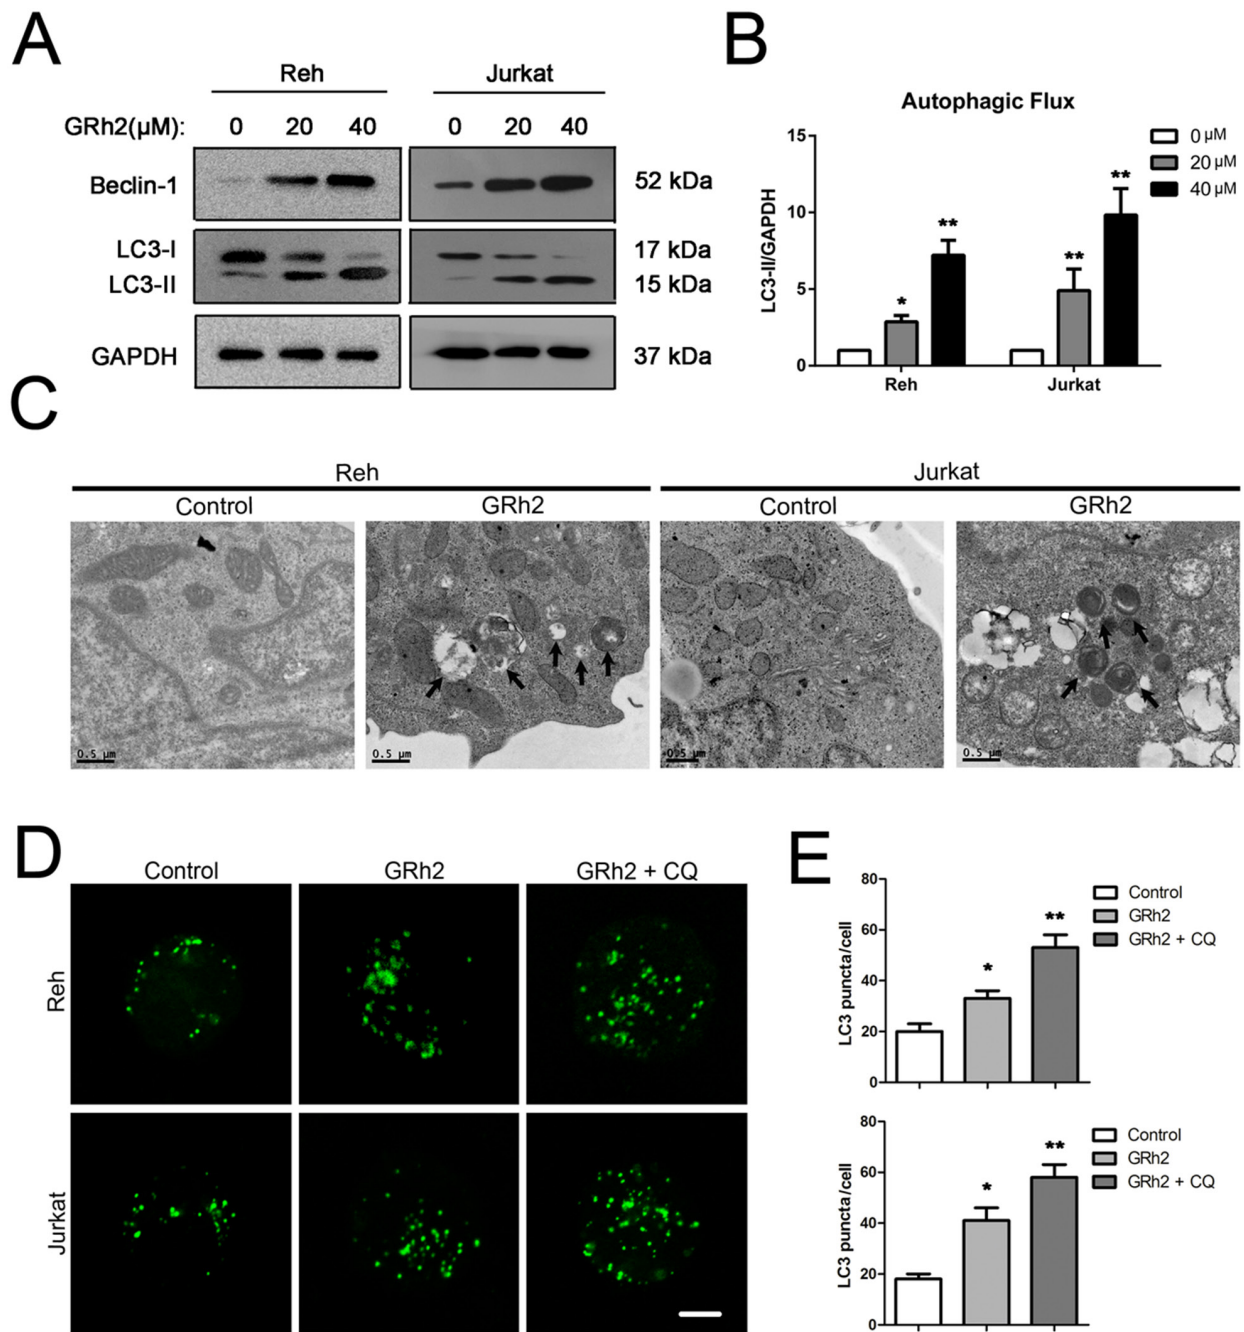 A
Reh
Jurkat
GRh2(μM): 0 20 40 0 20 40
Beclin-1
52 kDa
LC3-I
17 kDa
LC3-II
15 kDa
GAPDH
37 kDa
B
Autophagic Flux
LC3-II/GAPDH
15
10
5
0
*
**
**
**
Reh
Jurkat
0 μM
20 μM
40 μM
C
Reh
Jurkat
Control
GRh2
Control
GRh2
0.5 μm
0.5 μm
0.5 μm
0.5 μm
D
Control
GRh2
GRh2 + CQ
Reh
Jurkat
E
LC3 puncta/cell
80
60
40
20
0
*
**
Control
GRh2
GRh2 + CQ
LC3 puncta/cell
80
60
40
20
0
*
**
Control
GRh2
GRh2 + CQ